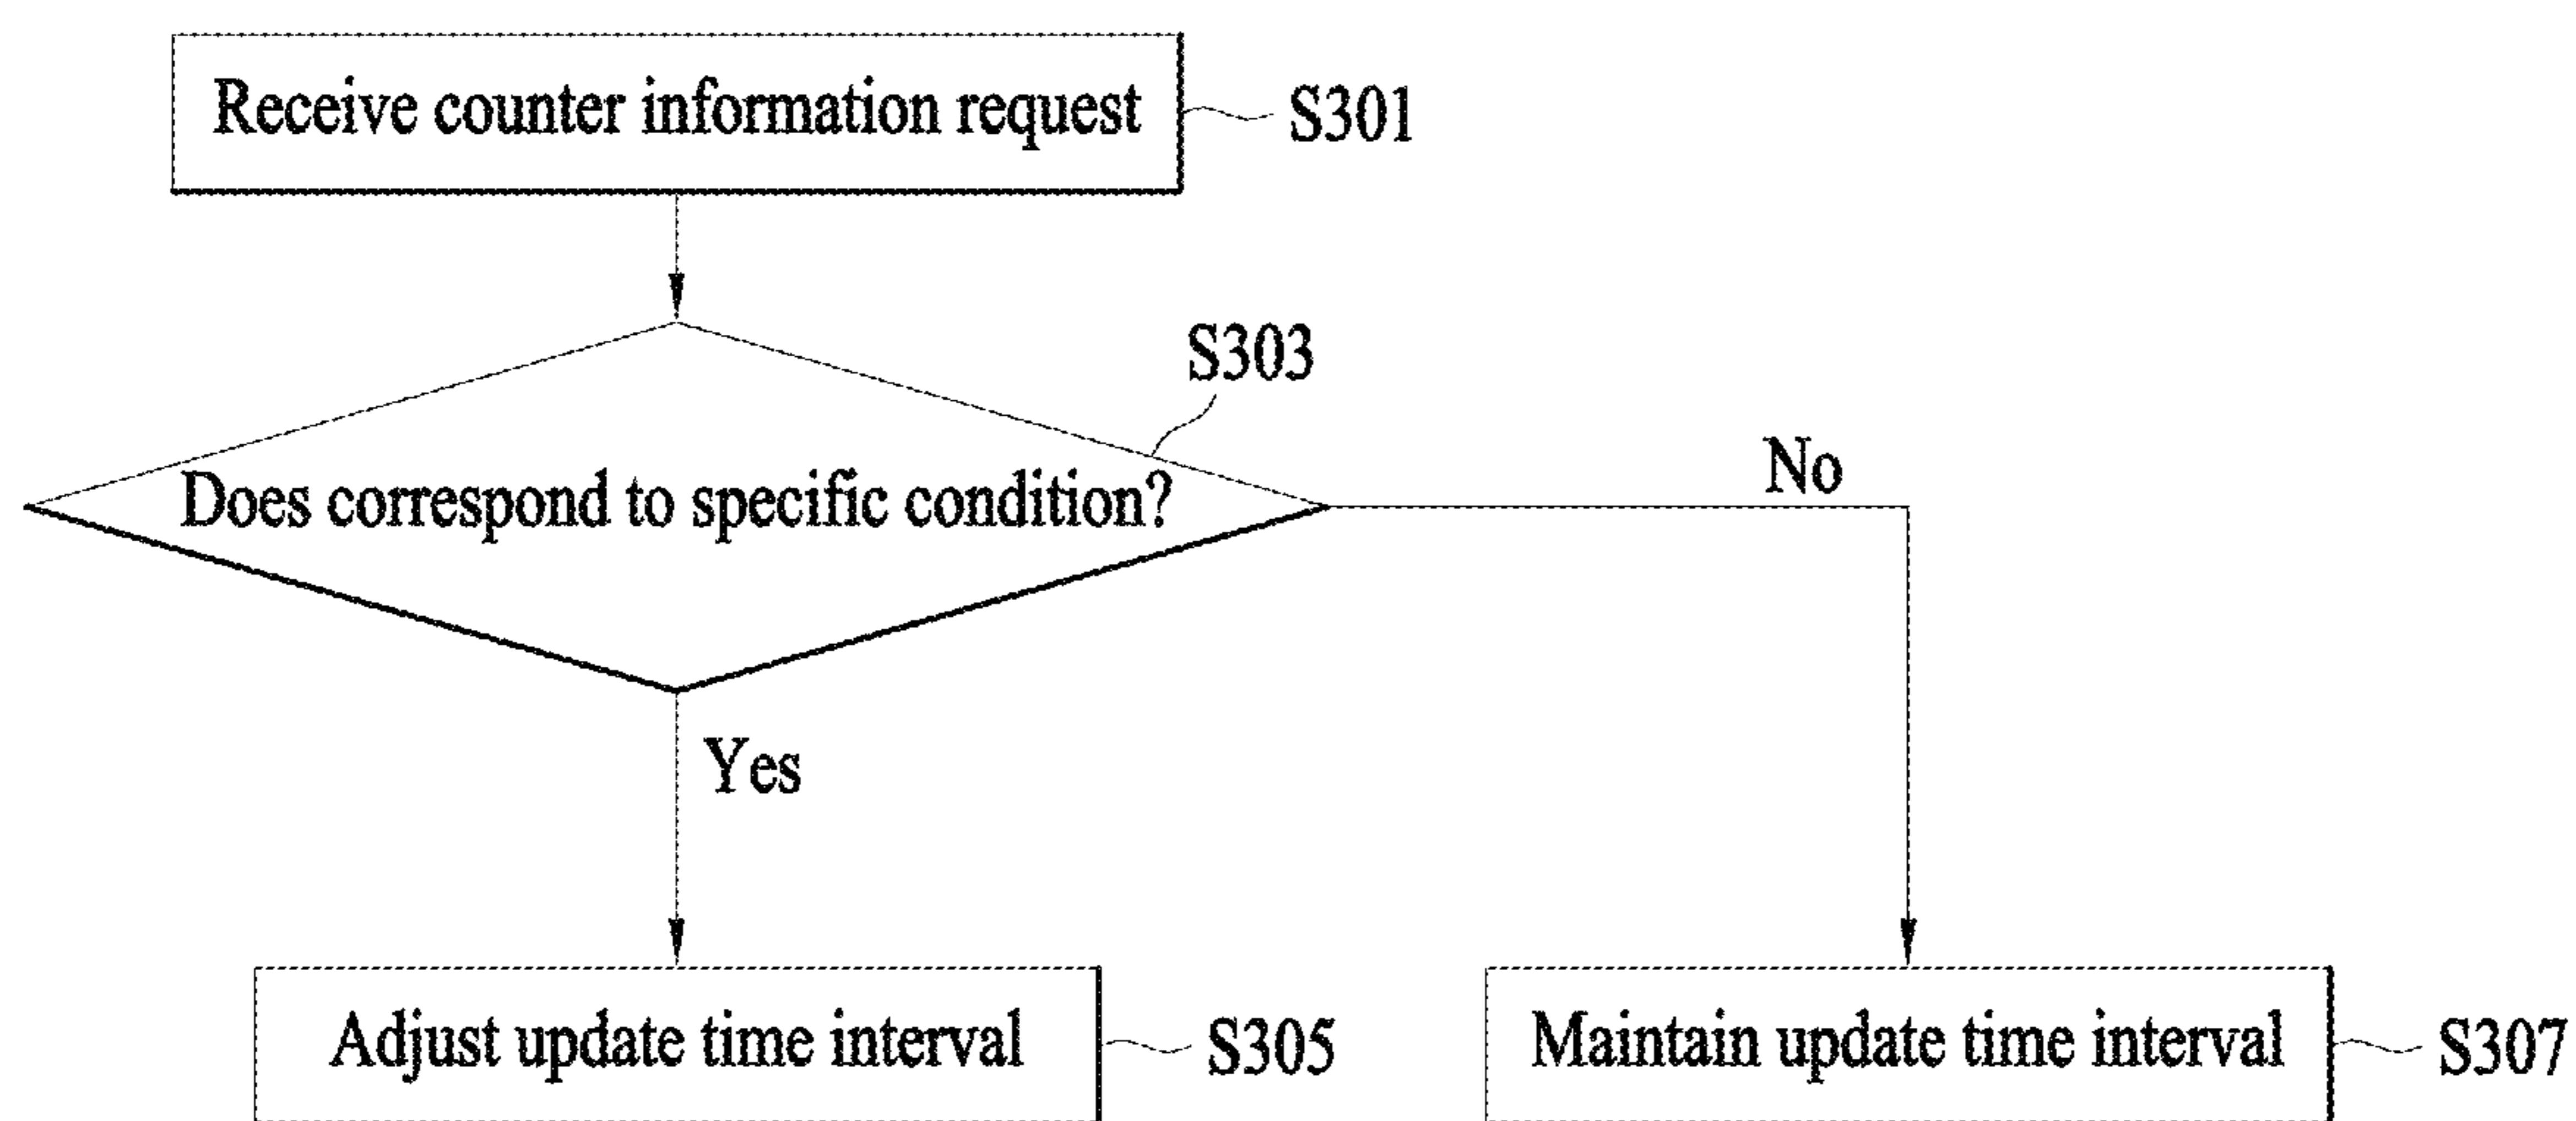 Receive counter information request
S301
S303
Does correspond to specific condition?
No
Yes
Adjust update time interval
S305
Maintain update time interval
S307